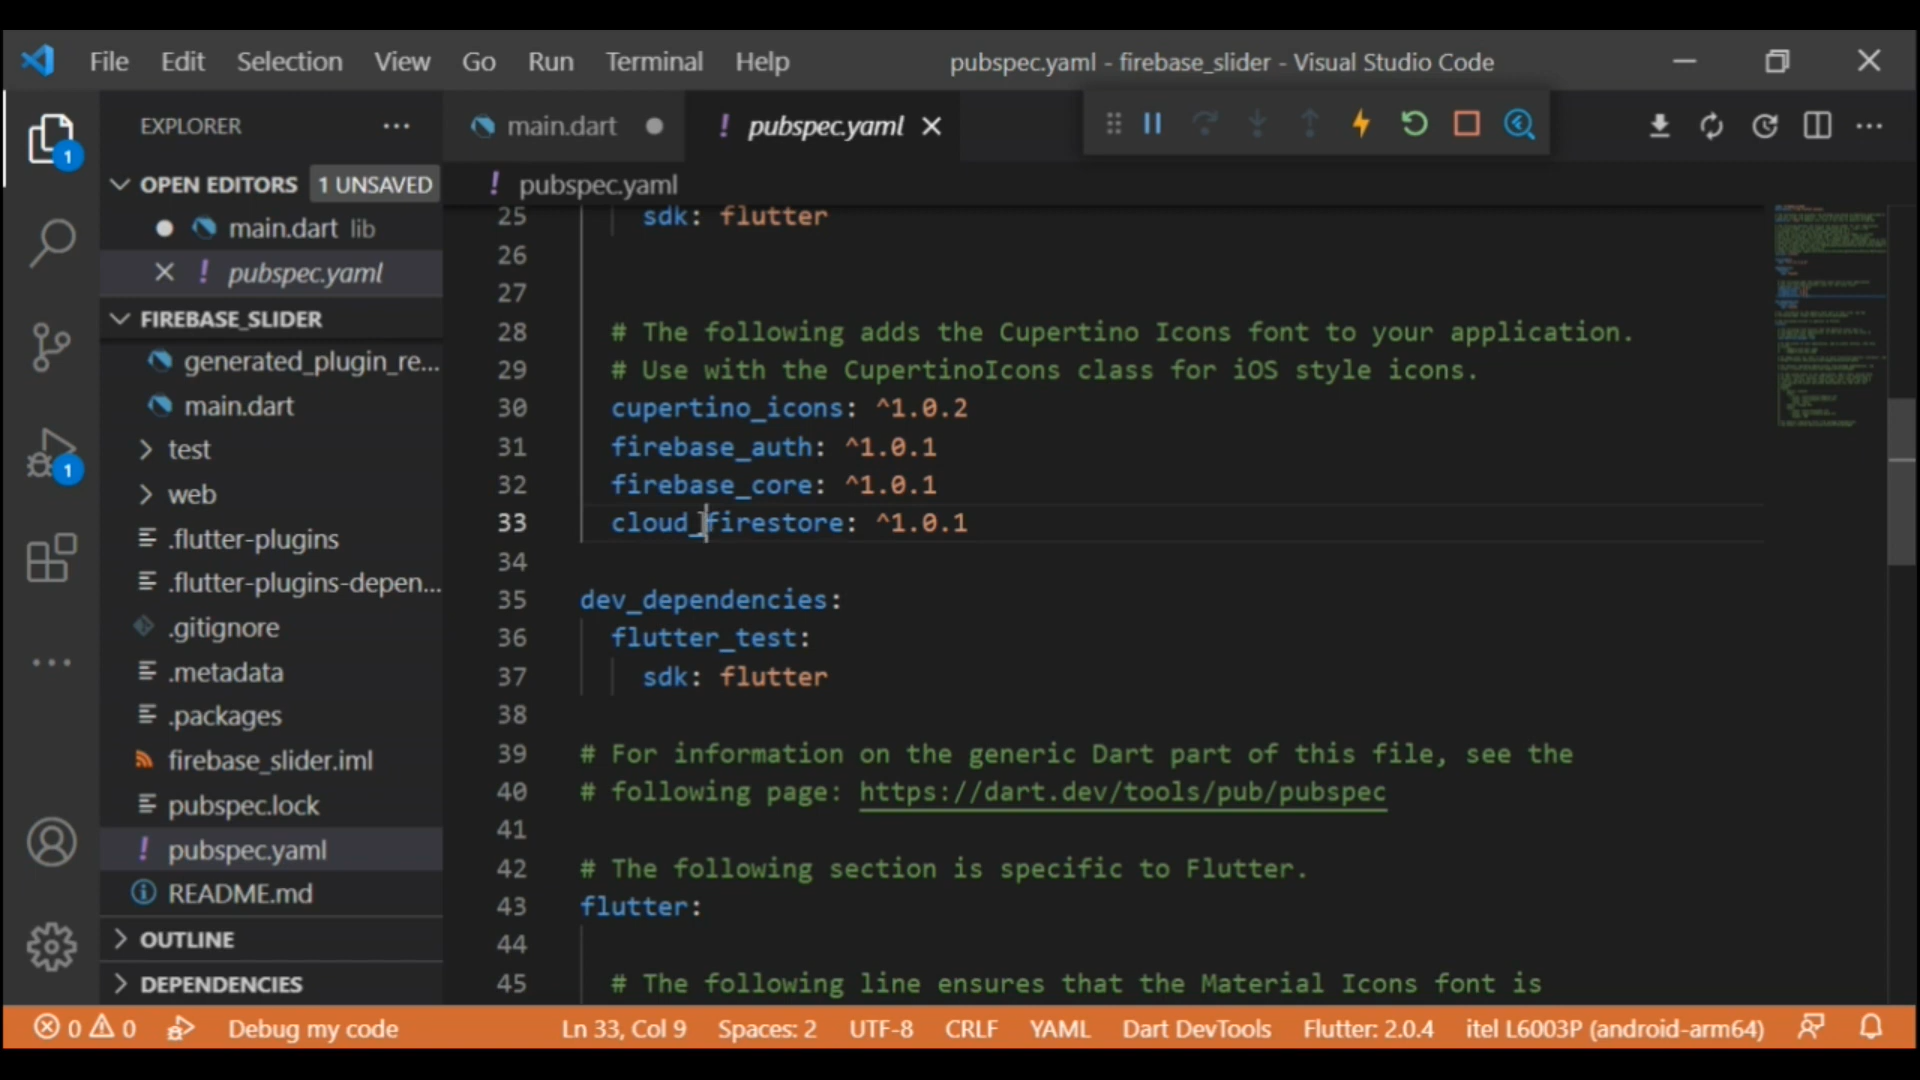 File Edit Selection View Go Run Terminal Help
pubspec.yaml - firebase_slider - Visual Studio Code
EXPLORER
main.dart
! pubspec.yaml
OPEN EDITORS 1 UNSAVED
! pubspec.yaml
main.dart lib
! pubspec.yaml
FIREBASE_SLIDER
generated_plugin_re...
main.dart
test
web
.flutter-plugins
.flutter-plugins-depen...
.gitignore
.metadata
.packages
firebase_slider.iml
pubspec.lock
! pubspec.yaml
README.md
OUTLINE
DEPENDENCIES
1
1
25 sdk: flutter
26
27
28 # The following adds the Cupertino Icons font to your application.
29 # Use with the CupertinoIcons class for iOS style icons.
30 cupertino_icons: ^1.0.2
31 firebase_auth: ^1.0.1
32 firebase_core: ^1.0.1
33 cloud_firestore: ^1.0.1
34
35 dev_dependencies:
36 flutter_test:
37 sdk: flutter
38
39 # For information on the generic Dart part of this file, see the
40 # following page: https://dart.dev/tools/pub/pubspec
41
42 # The following section is specific to Flutter.
43 flutter:
44
45 # The following line ensures that the Material Icons font is
0 0 Debug my code Ln 33, Col 9 Spaces: 2 UTF-8 CRLF YAML Dart DevTools Flutter: 2.0.4 itel L6003P (android-arm64)